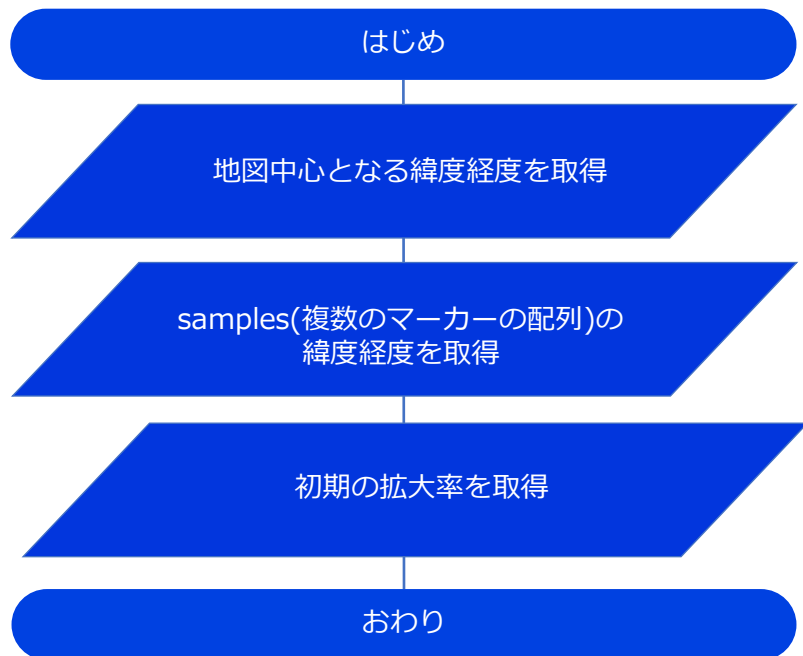 はじめ
地図中心となる緯度経度を取得
samples(複数のマーカーの配列)の
緯度経度を取得
初期の拡大率を取得
おわり